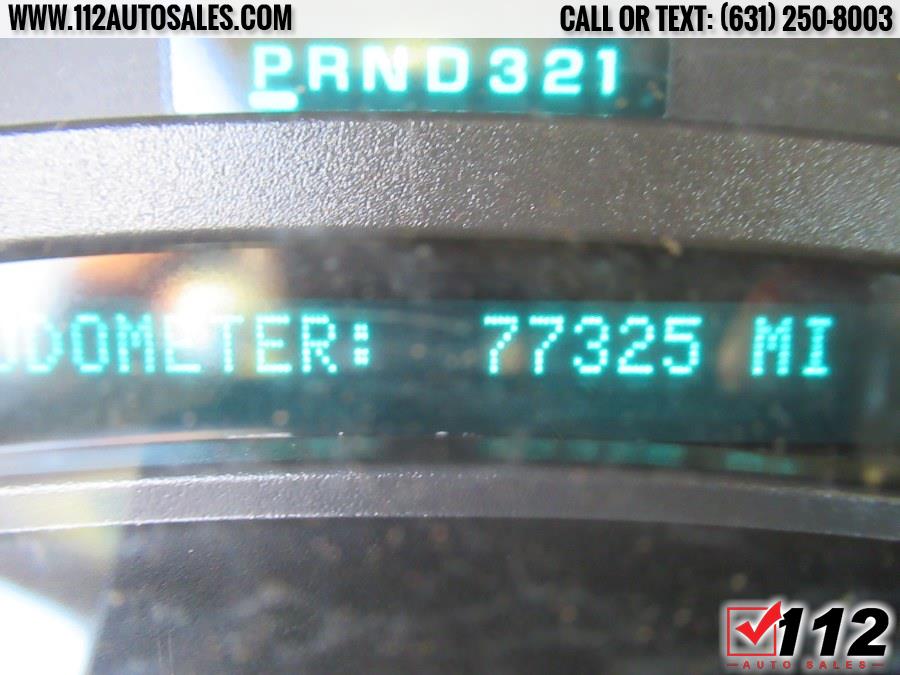 WWW.112AUTOSALES.COM
CALL OR TEXT: (631) 250-8003
PRND321
ODOMETER: 77325 MI
112
AUTO SALES